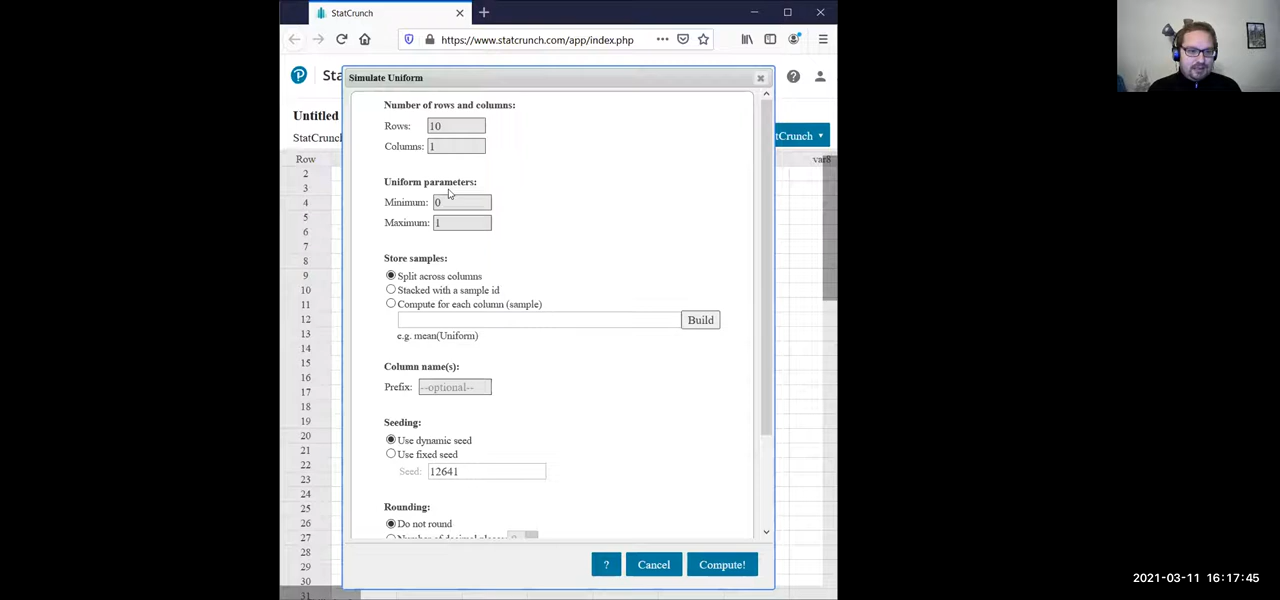 StatCrunch
https://www.statcrunch.com/app/index.php
Sta
Simulate Uniform
Untitled
StatCrunch
tCrunch
Row
var8
Number of rows and columns:
Rows: 10
Columns: 1
Uniform parameters:
Minimum: 0
Maximum: 1
Store samples:
Split across columns
Stacked with a sample id
Compute for each column (sample)
Build
e.g. mean(Uniform)
Column name(s):
Prefix: --optional--
Seeding:
Use dynamic seed
Use fixed seed
Seed: 12641
Rounding:
Do not round
? Cancel Compute!
2
3
4
5
6
7
8
9
10
11
12
13
14
15
16
17
18
19
20
21
22
23
24
25
26
27
28
29
30
31
2021-03-11 16:17:45